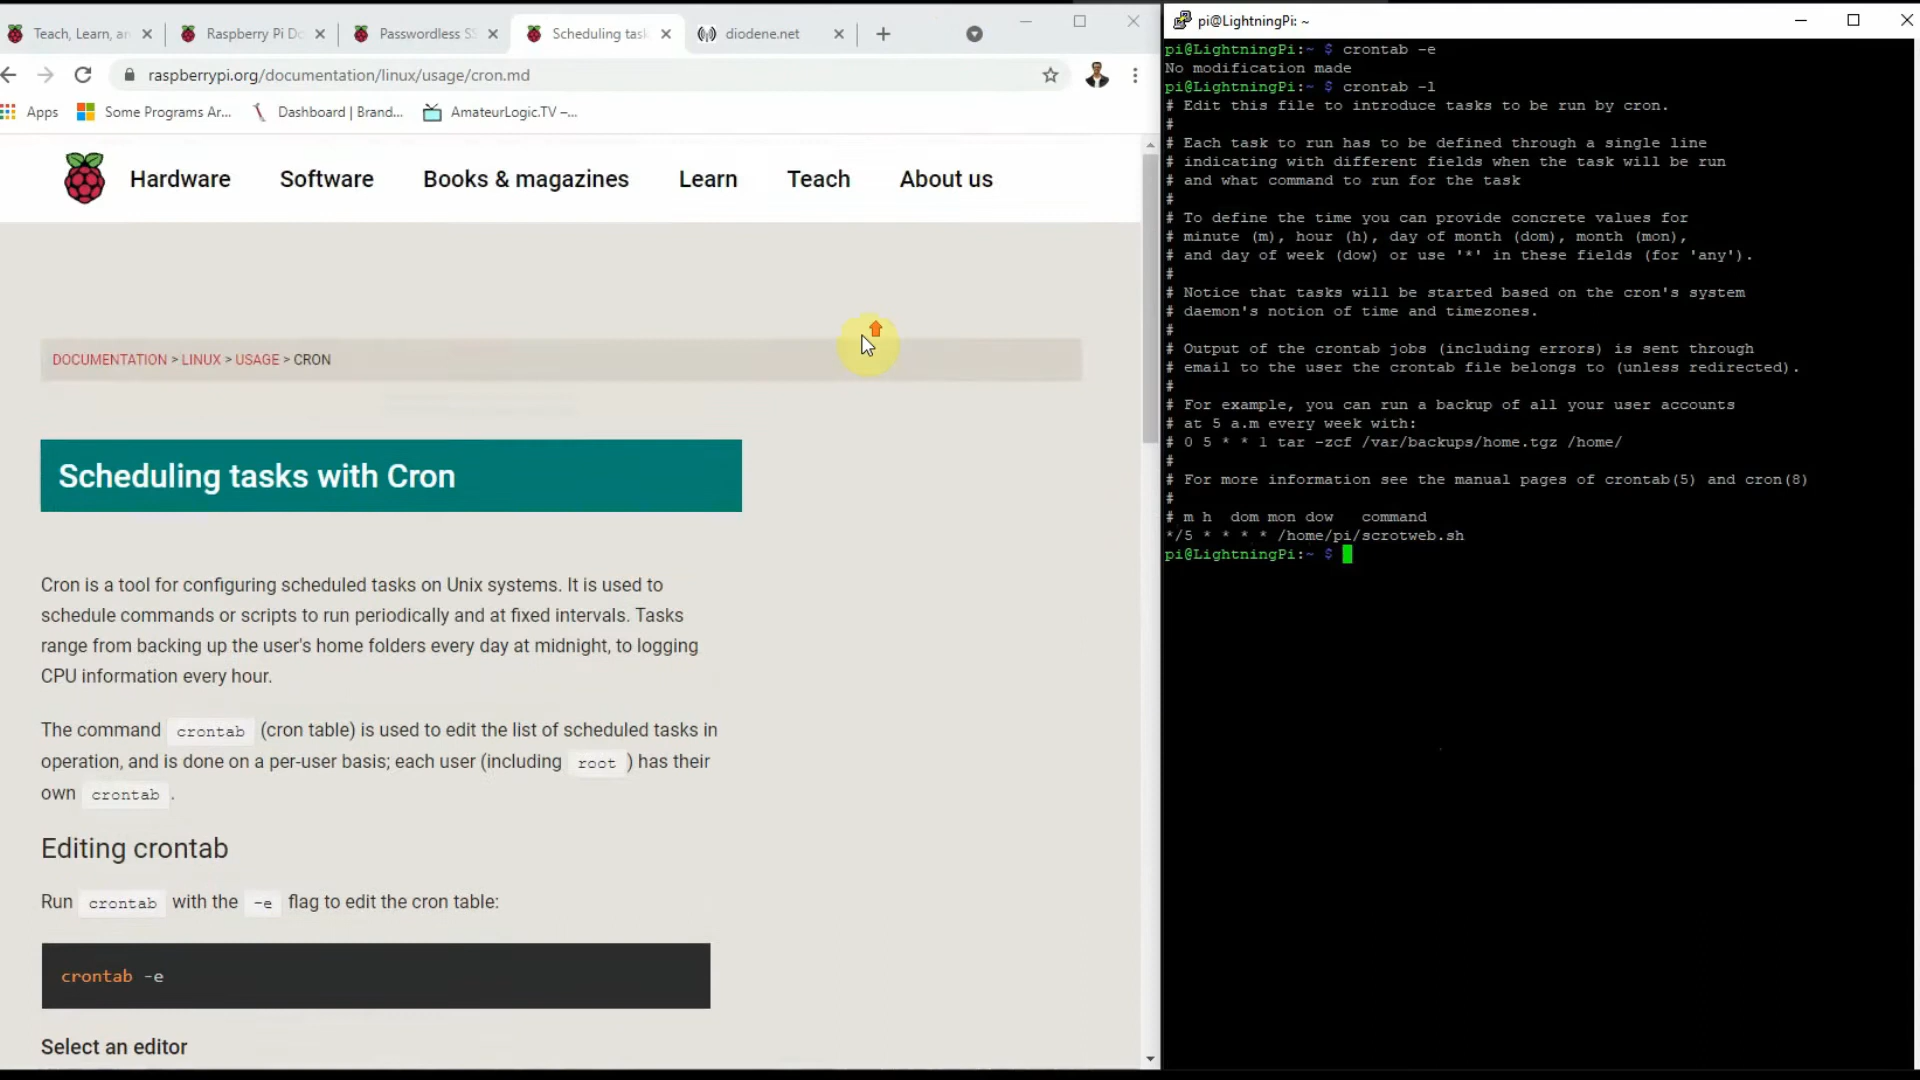 Teach, Learn, a
Raspberry Pi Do
Passwordless SS
Scheduling task
diodene.net
raspberrypi.org/documentation/linux/usage/cron.md
Apps
Some Programs Ar...
Dashboard | Brand...
AmateurLogic.TV –...
Hardware
Software
Books & magazines
Learn
Teach
About us
DOCUMENTATION > LINUX > USAGE > CRON
Scheduling tasks with Cron
Cron is a tool for configuring scheduled tasks on Unix systems. It is used to
schedule commands or scripts to run periodically and at fixed intervals. Tasks
range from backing up the user's home folders every day at midnight, to logging
CPU information every hour.
The command crontab (cron table) is used to edit the list of scheduled tasks in
operation, and is done on a per-user basis; each user (including root ) has their
own crontab .
Editing crontab
Run crontab with the -e flag to edit the cron table:
crontab -e
Select an editor
pi@LightningPi: ~
pi@LightningPi:~ $ crontab -e
No modification made
pi@LightningPi:~ $ crontab -l
# Edit this file to introduce tasks to be run by cron.
#
# Each task to run has to be defined through a single line
# indicating with different fields when the task will be run
# and what command to run for the task
#
# To define the time you can provide concrete values for
# minute (m), hour (h), day of month (dom), month (mon),
# and day of week (dow) or use '*' in these fields (for 'any').
#
# Notice that tasks will be started based on the cron's system
# daemon's notion of time and timezones.
#
# Output of the crontab jobs (including errors) is sent through
# email to the user the crontab file belongs to (unless redirected).
#
# For example, you can run a backup of all your user accounts
# at 5 a.m every week with:
# 0 5 * * 1 tar -zcf /var/backups/home.tgz /home/
#
# For more information see the manual pages of crontab(5) and cron(8)
#
# m h  dom mon dow   command
*/5 * * * * /home/pi/scrotweb.sh
pi@LightningPi:~ $